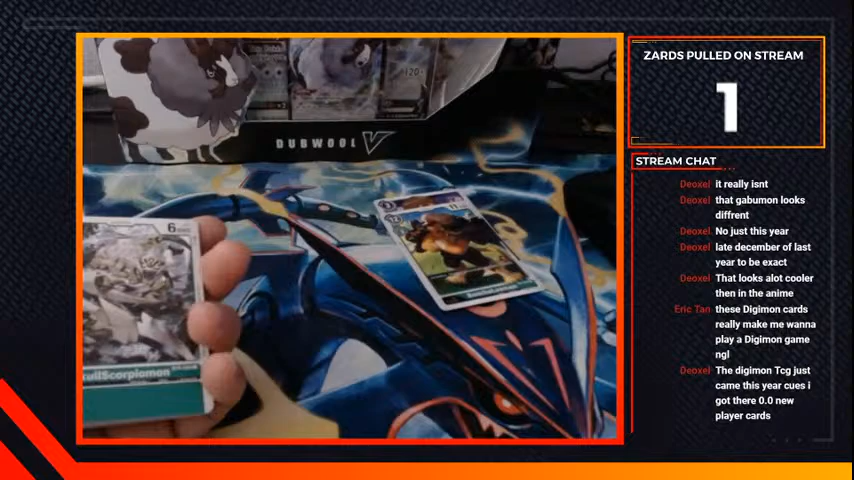 ZARDS PULLED ON STREAM
1
STREAM CHAT
Deoxel it really isnt
Deoxel that gabumon looks
diffrent
Deoxel No just this year
Deoxel late december of last
year to be exact
Deoxel That looks alot cooler
then in the anime
Eric Tan these Digimon cards
really make me wanna
play a Digimon game
ngl
Deoxel The digimon Tcg just
came this year cues i
got there 0.0 new
player cards
120
DUBWOOL V
6
kullScorpiomon